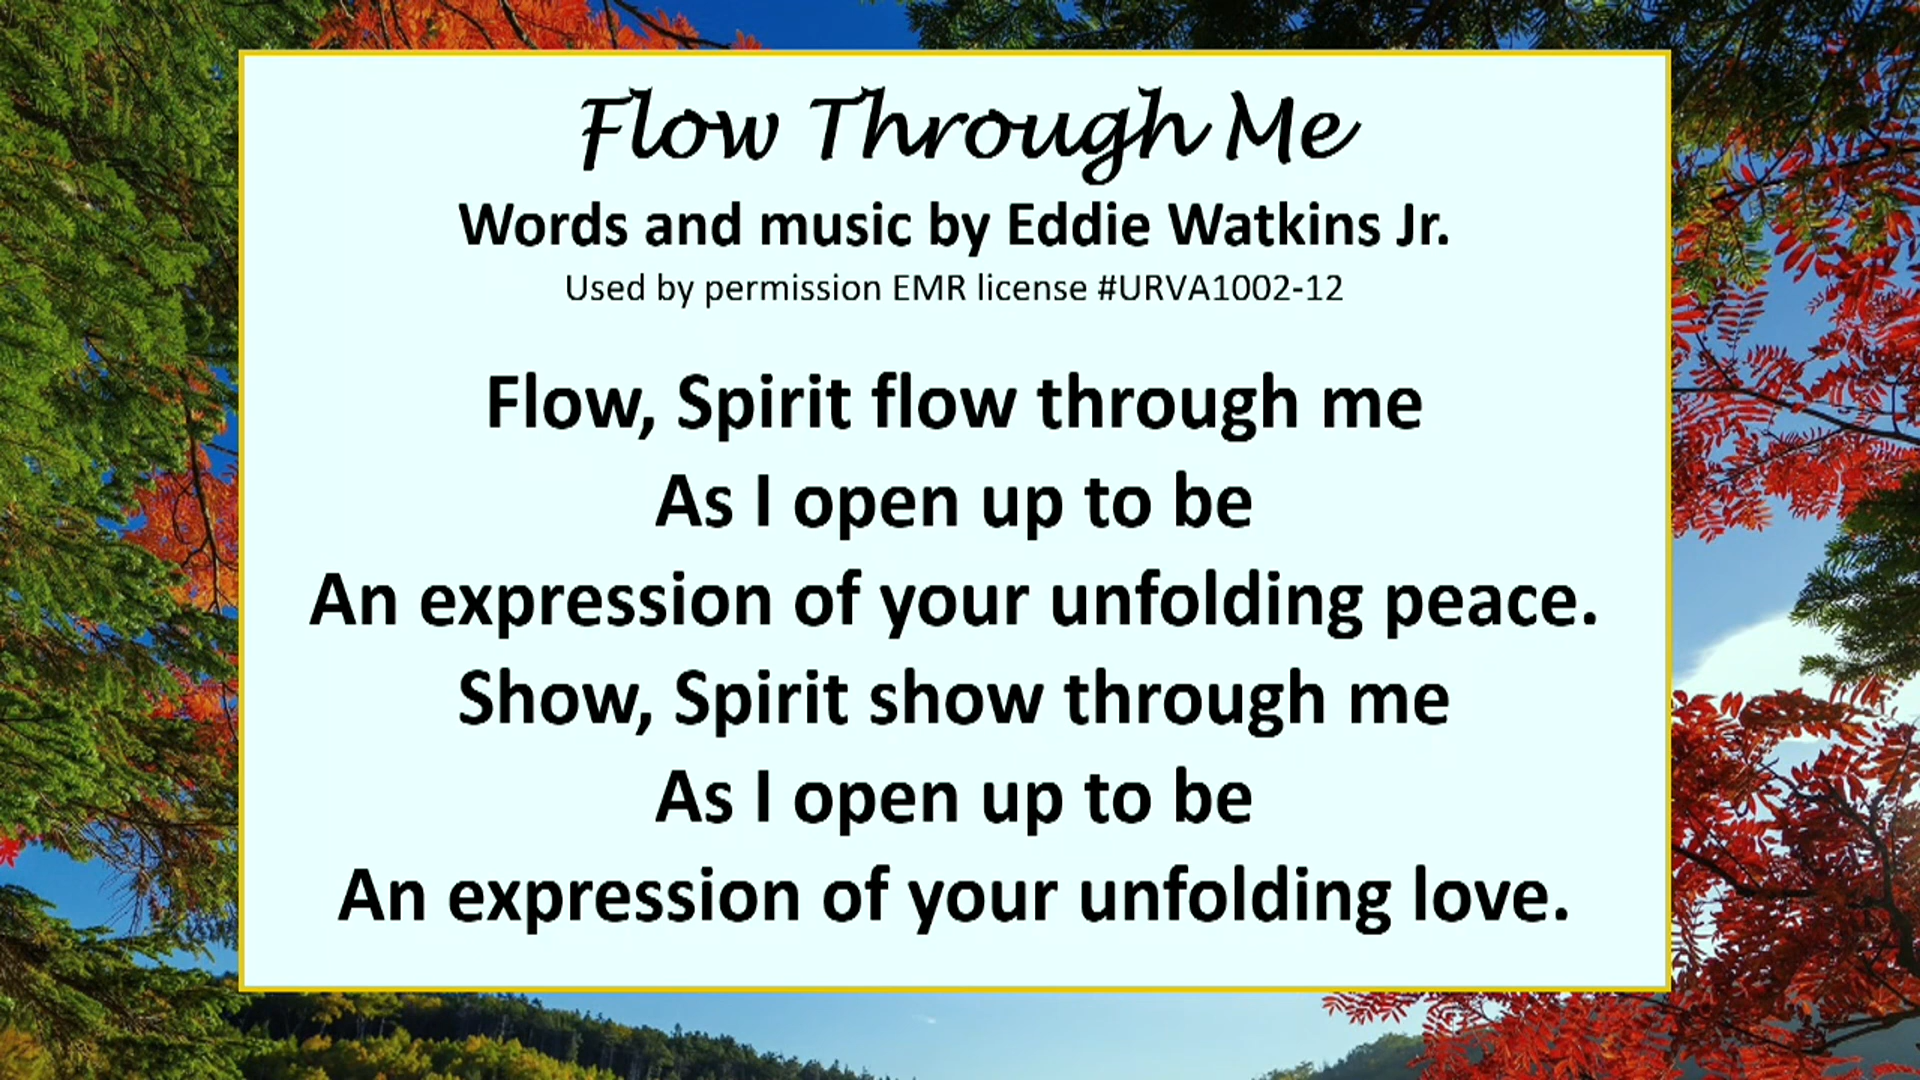 Flow Through Me
Words and music by Eddie Watkins Jr.
Used by permission EMR license #URVA1002-12
Flow, Spirit flow through me
As I open up to be
An expression of your unfolding peace.
Show, Spirit show through me
As I open up to be
An expression of your unfolding love.